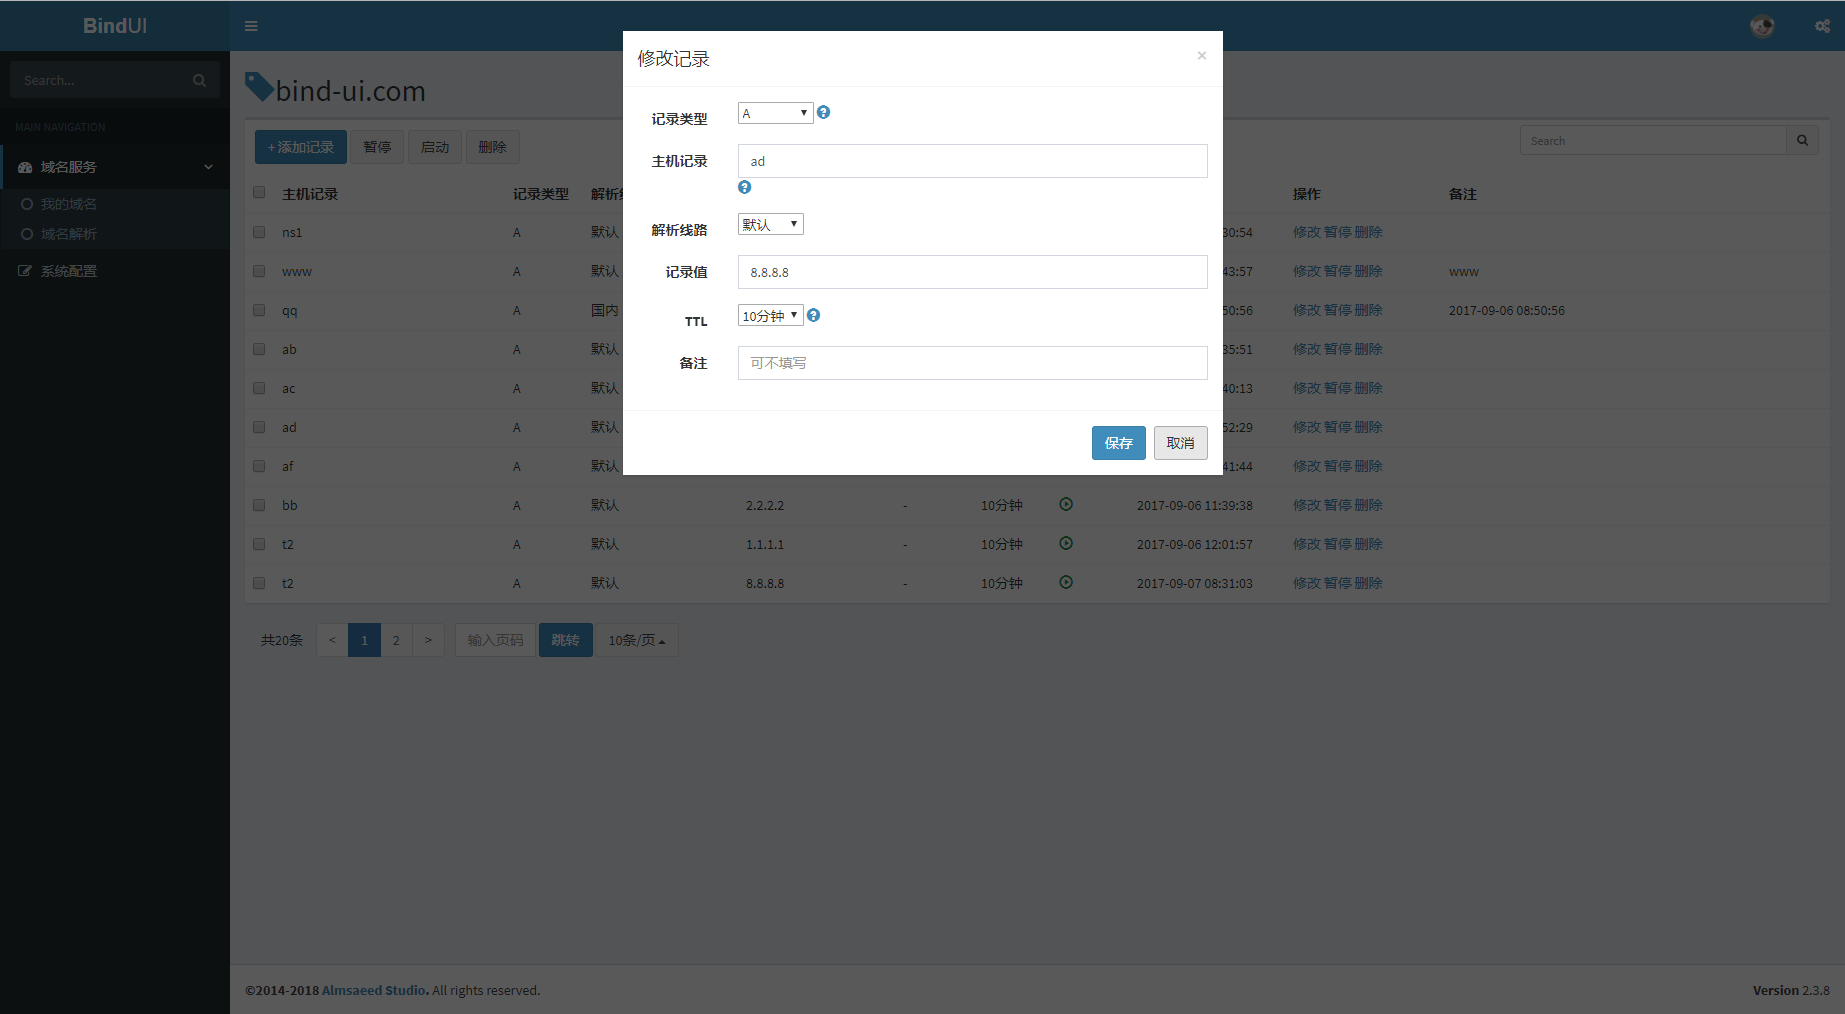 BindUI
Search...
MAIN NAVIGATION
域名服务
我的域名
域名解析
系统配置
bind-ui.com
+添加记录 暂停 启动 删除
Search
主机记录 记录类型 解析 操作 备注
ns1 A 默认 30:54 修改 暂停 删除
www A 默认 43:57 修改 暂停 删除 www
qq A 国内 50:56 修改 暂停 删除 2017-09-06 08:50:56
ab A 默认 35:51 修改 暂停 删除
ac A 默认 40:13 修改 暂停 删除
ad A 默认 52:29 修改 暂停 删除
af A 默认 41:44 修改 暂停 删除
bb A 默认 2.2.2.2 - 10分钟 2017-09-06 11:39:38 修改 暂停 删除
t2 A 默认 1.1.1.1 - 10分钟 2017-09-06 12:01:57 修改 暂停 删除
t2 A 默认 8.8.8.8 - 10分钟 2017-09-07 08:31:03 修改 暂停 删除
共20条 < 1 2 > 输入页码 跳转 10条/页
修改记录 ×
记录类型 A
主机记录 ad
解析线路 默认
记录值 8.8.8.8
TTL 10分钟
备注 可不填写
保存 取消
©2014-2018 Almsaeed Studio. All rights reserved.
Version 2.3.8